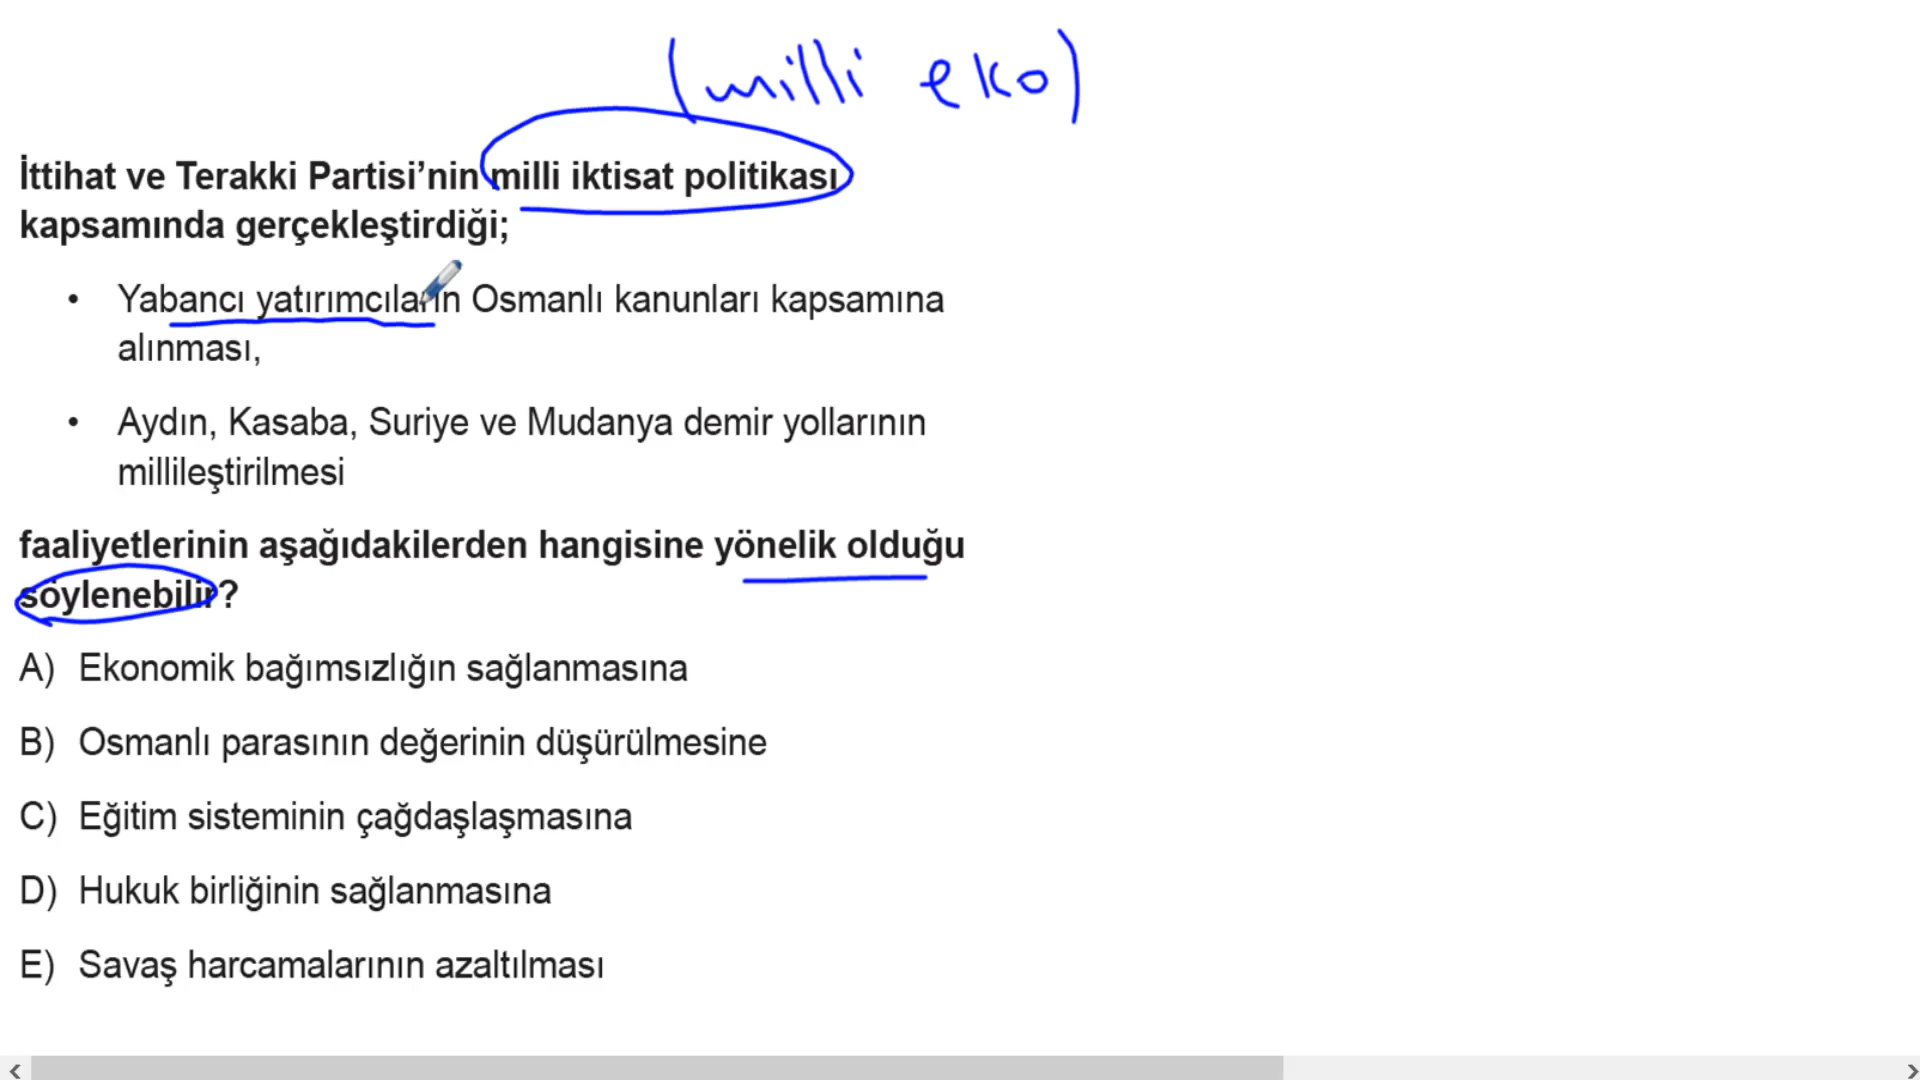 (milli eko)
İttihat ve Terakki Partisi’nin milli iktisat politikası
kapsamında gerçekleştirdiği;
• Yabancı yatırımcıların Osmanlı kanunları kapsamına
alınması,
• Aydın, Kasaba, Suriye ve Mudanya demir yollarının
millileştirilmesi
faaliyetlerinin aşağıdakilerden hangisine yönelik olduğu
söylenebilir?
A) Ekonomik bağımsızlığın sağlanmasına
B) Osmanlı parasının değerinin düşürülmesine
C) Eğitim sisteminin çağdaşlaşmasına
D) Hukuk birliğinin sağlanmasına
E) Savaş harcamalarının azaltılması